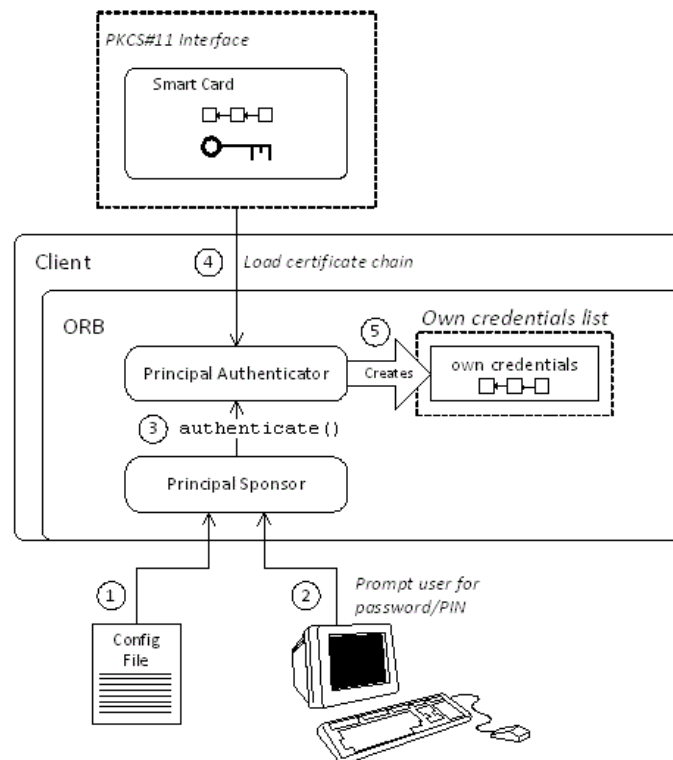 PKCS#11 Interface
Smart Card
Client
4
Load certificate chain
ORB
5
Own credentials list
Principal Authenticator
Creates
own credentials
3
authenticate()
Principal Sponsor
1
2
Prompt user for
password/PIN
Config
File